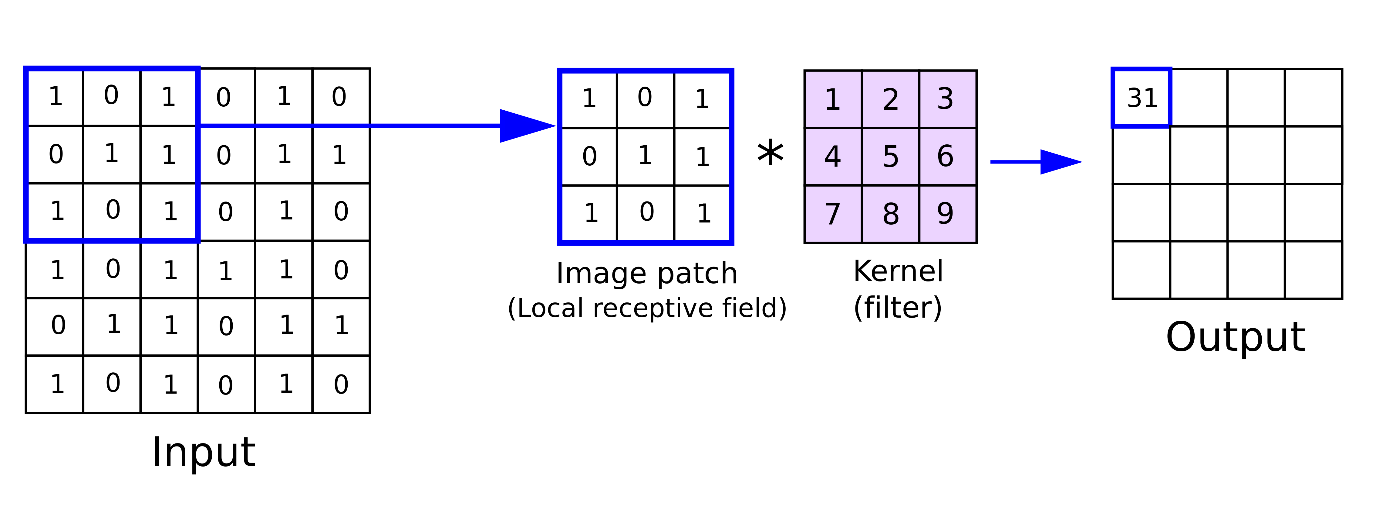 1 0 1 0 1 0
0 1 1 0 1 1
1 0 1 0 1 0
1 0 1 1 1 0
0 1 1 0 1 1
1 0 1 0 1 0
Input
1 0 1
0 1 1
1 0 1
Image patch
(Local receptive field)
*
1 2 3
4 5 6
7 8 9
Kernel
(filter)
31
Output